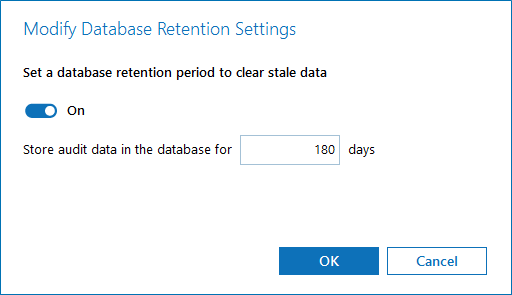 Modify Database Retention Settings
Set a database retention period to clear stale data
On
Store audit data in the database for 180 days
OK Cancel